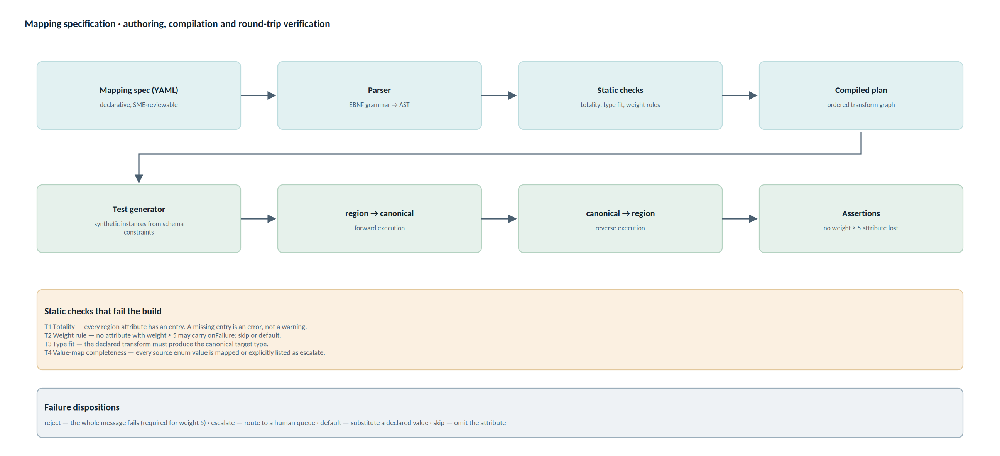 Mapping specification · authoring, compilation and round-trip verification
Mapping spec (YAML)
declarative, SME-reviewable
Parser
EBNF grammar → AST
Static checks
totality, type fit, weight rules
Compiled plan
ordered transform graph
Test generator
synthetic instances from schema
constraints
region → canonical
forward execution
canonical → region
reverse execution
Assertions
no weight ≥ 5 attribute lost
Static checks that fail the build
T1 Totality — every region attribute has an entry. A missing entry is an error, not a warning.
T2 Weight rule — no attribute with weight ≥ 5 may carry onFailure: skip or default.
T3 Type fit — the declared transform must produce the canonical target type.
T4 Value-map completeness — every source enum value is mapped or explicitly listed as escalate.
Failure dispositions
reject — the whole message fails (required for weight 5) · escalate — route to a human queue · default — substitute a declared value · skip — omit the attribute